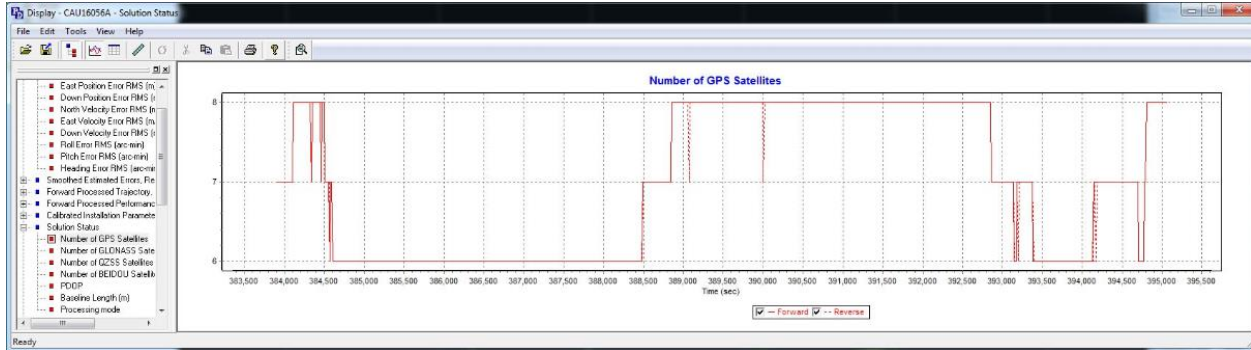 Display - CAU16056A - Solution Status
File Edit Tools View Help
East Position Error RMS (m)
Down Position Error RMS (
North Velocity Error RMS (n
East Velocity Error RMS (m
Down Velocity Error RMS (
Roll Error RMS (arc-min)
Pitch Error RMS (arc-min)
Heading Error RMS (arc-min
Smoothed Estimated Errors, Re
Forward Processed Trajectory,
Forward Processed Performanc
Calibrated Installation Paramete
Solution Status
Number of GPS Satellites
Number of GLONASS Sate
Number of QZSS Satellites
Number of BEIDOU Satellit
PDOP
Baseline Length (m)
Processing mode
Number of GPS Satellites
8
7
6
383,500 384,000 384,500 385,000 385,500 386,000 386,500 387,000 387,500 388,000 388,500 389,000 389,500 390,000 390,500 391,000 391,500 392,000 392,500 393,000 393,500 394,000 394,500 395,000 395,500
Time (sec)
— Forward -- Reverse
Ready